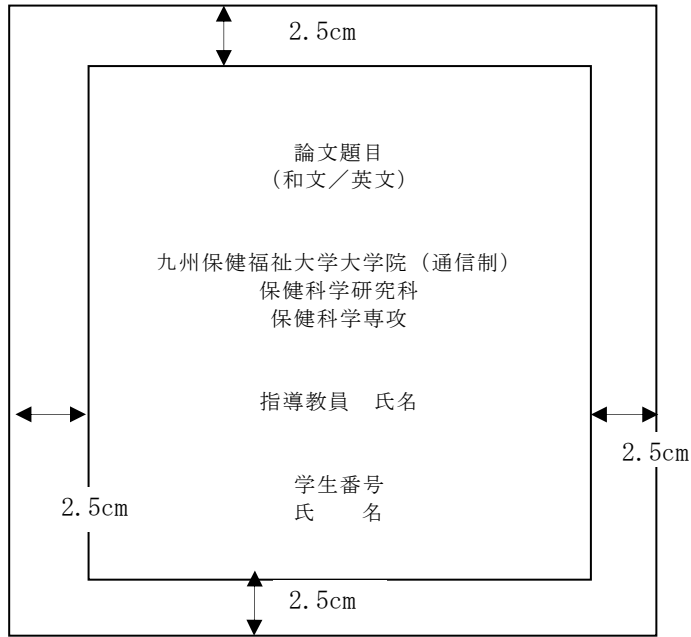 2.5cm
論文題目
（和文／英文）
九州保健福祉大学大学院（通信制）
保健科学研究科
保健科学専攻
指導教員　氏名
2.5cm
学生番号
2.5cm
氏　　名
2.5cm